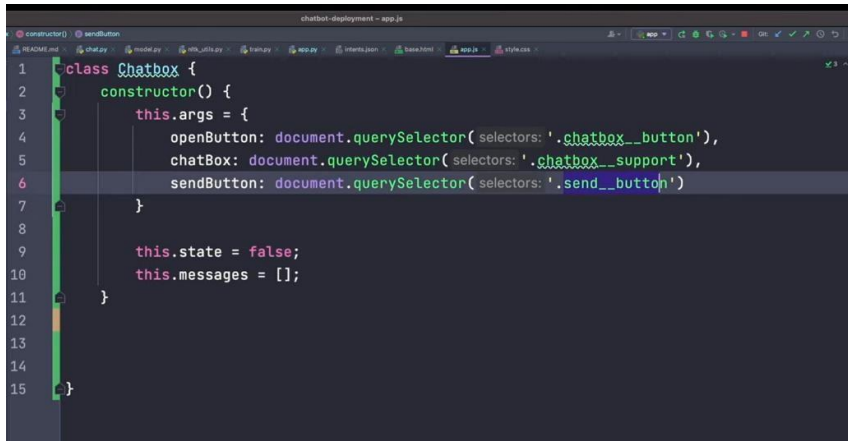 chatbot-deployment – app.js
constructor() sendButton
app
Git:
README.md chat.py model.py nltk_utils.py train.py app.py intents.json base.html app.js style.css
1 class Chatbox {
2 constructor() {
3 this.args = {
4 openButton: document.querySelector( selectors: '.chatbox__button'),
5 chatBox: document.querySelector( selectors: '.chatbox__support'),
6 sendButton: document.querySelector( selectors: '.send__button')
7 }
8
9 this.state = false;
10 this.messages = [];
11 }
12
13
14
15 }